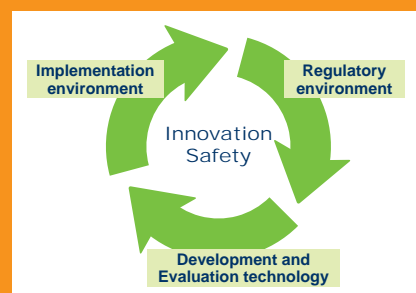 Implementation
environment
Regulatory
environment
Innovation
Safety
Development and
Evaluation technology